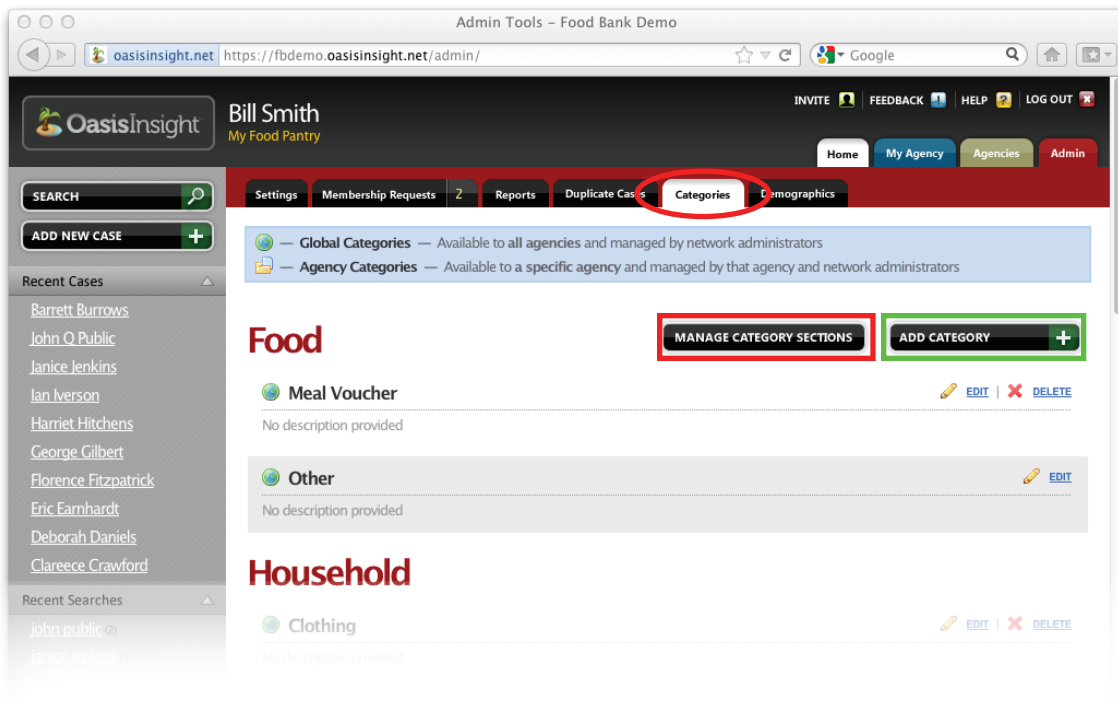 Admin Tools – Food Bank Demo
oasisinsight.net https://fbdemo.oasisinsight.net/admin/ Google
OasisInsight
Bill Smith
My Food Pantry
INVITE FEEDBACK HELP LOG OUT
Home My Agency Agencies Admin
SEARCH
ADD NEW CASE
Recent Cases
Barrett Burrows
John Q Public
Janice Jenkins
Ian Iverson
Harriet Hitchens
George Gilbert
Florence Fitzpatrick
Eric Earnhardt
Deborah Daniels
Clareece Crawford
Recent Searches
john public (2)
janice jenkins
Settings Membership Requests 2 Reports Duplicate Cases Categories Demographics
— Global Categories — Available to all agencies and managed by network administrators
— Agency Categories — Available to a specific agency and managed by that agency and network administrators
Food
MANAGE CATEGORY SECTIONS
ADD CATEGORY +
Meal Voucher
EDIT | DELETE
No description provided
Other
EDIT
No description provided
Household
Clothing
EDIT | DELETE
No description provided